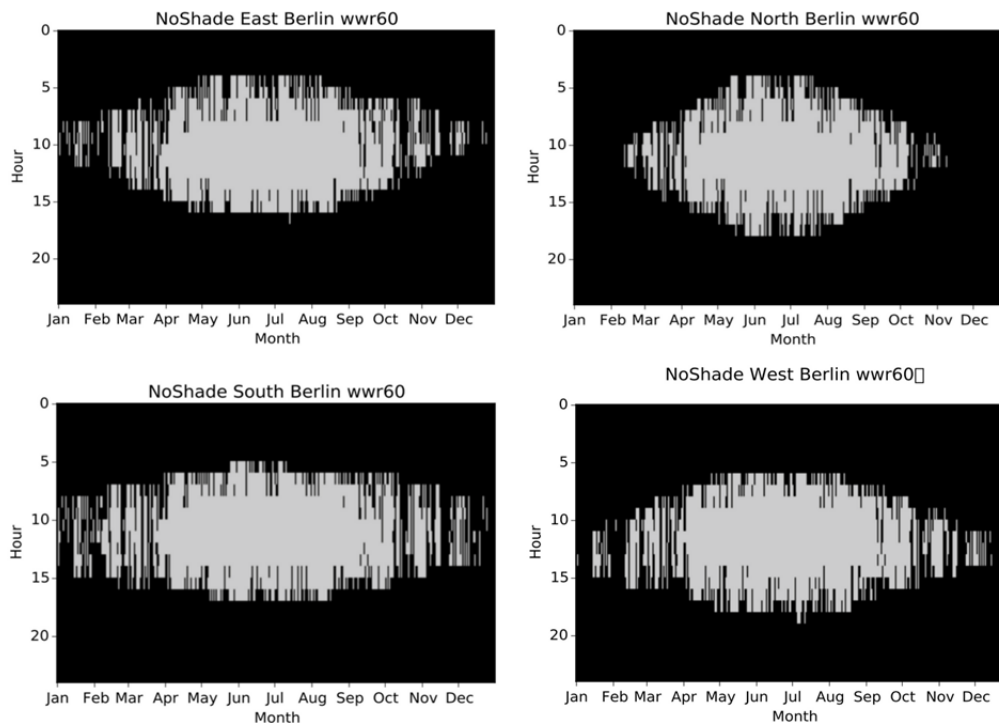 NoShade East Berlin wwr60
0
5
10
15
20
Hour
Jan Feb Mar Apr May Jun Jul Aug Sep Oct Nov Dec
Month
NoShade North Berlin wwr60
0
5
10
15
20
Hour
Jan Feb Mar Apr May Jun Jul Aug Sep Oct Nov Dec
Month
NoShade South Berlin wwr60
0
5
10
15
20
Hour
Jan Feb Mar Apr May Jun Jul Aug Sep Oct Nov Dec
Month
NoShade West Berlin wwr60▯
0
5
10
15
20
Hour
Jan Feb Mar Apr May Jun Jul Aug Sep Oct Nov Dec
Month